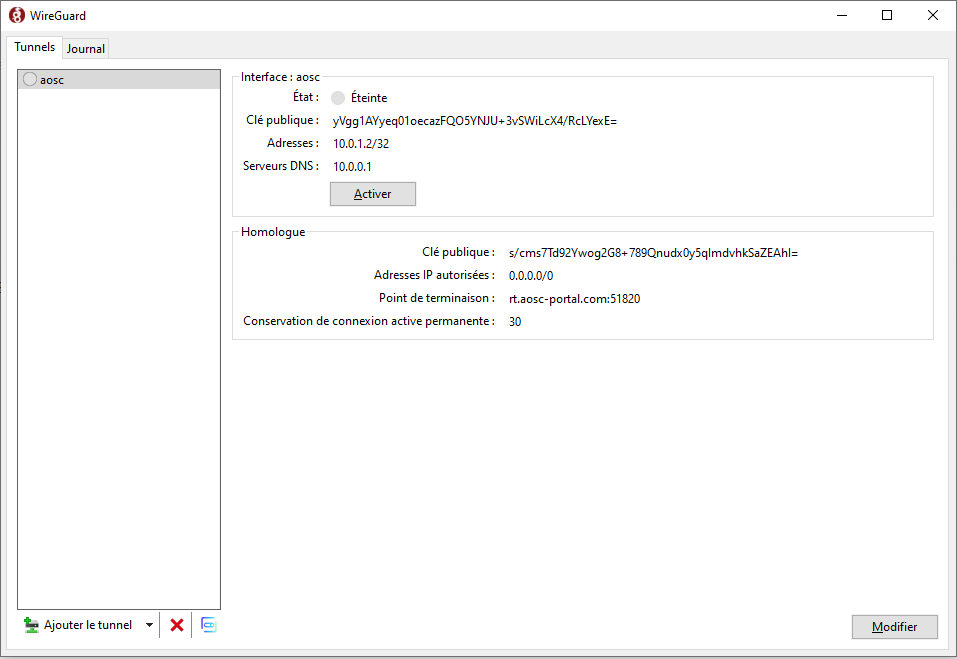 WireGuard
Tunnels Journal
aosc
Interface : aosc
État : Éteinte
Clé publique : yVgg1AYyeq01oecazFQO5YNJU+3vSWiLcX4/RcLYexE=
Adresses : 10.0.1.2/32
Serveurs DNS : 10.0.0.1
Activer
Homologue
Clé publique : s/cms7Td92Ywog2G8+789Qnudx0y5qlmdvhkSaZEAhI=
Adresses IP autorisées : 0.0.0.0/0
Point de terminaison : rt.aosc-portal.com:51820
Conservation de connexion active permanente : 30
Ajouter le tunnel
Modifier